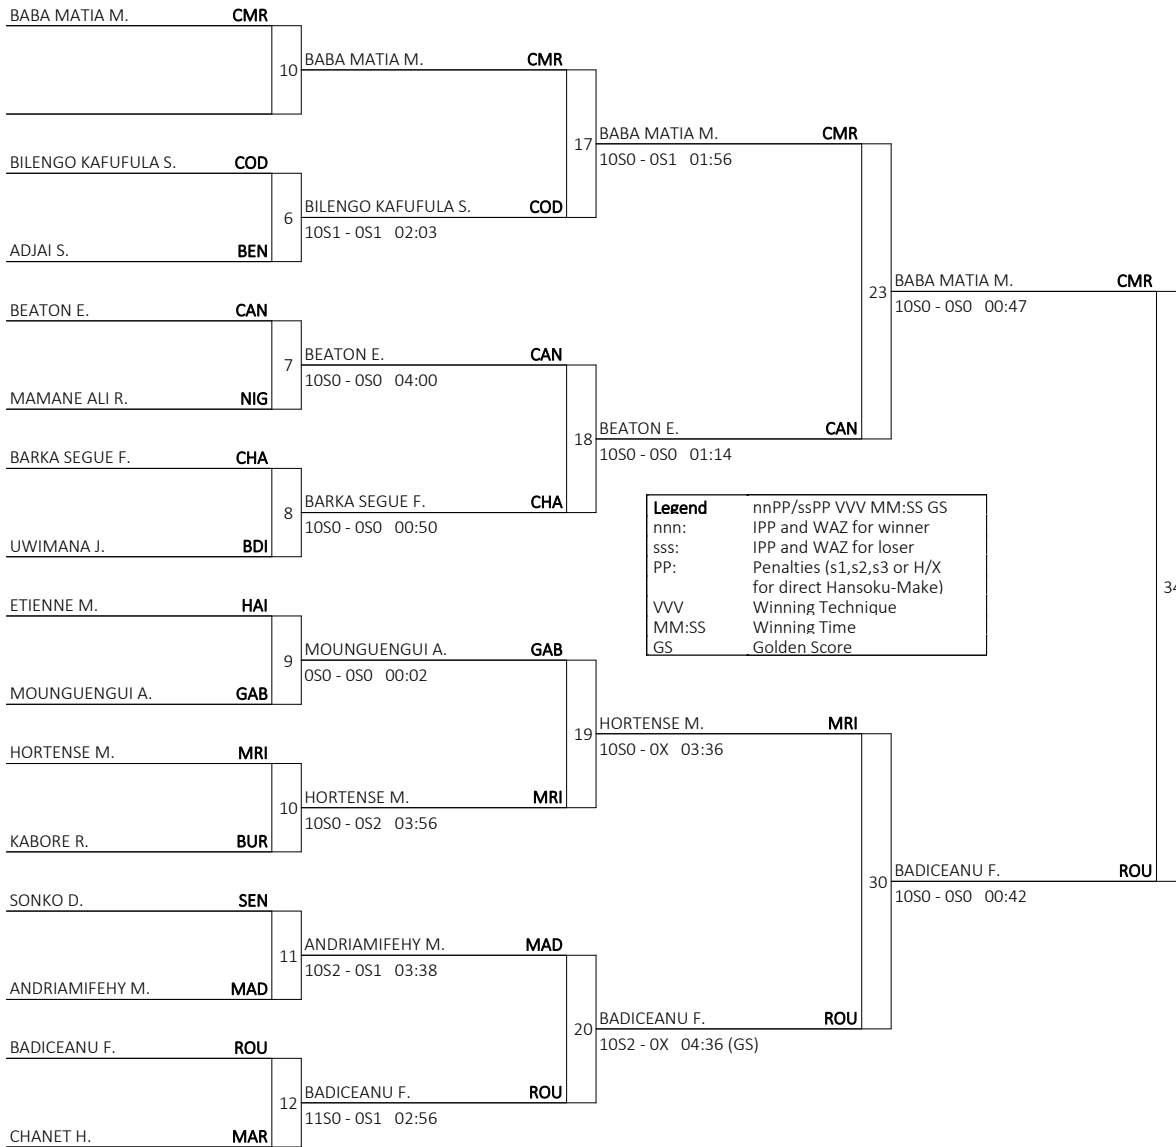 BABA MATIA M. CMR
10 BABA MATIA M. CMR
17 BABA MATIA M. CMR
10S0 - 0S1 01:56
BILENGO KAFUFULA S. COD
6 BILENGO KAFUFULA S. COD
10S1 - 0S1 02:03
ADJAI S. BEN
23 BABA MATIA M. CMR
10S0 - 0S0 00:47
BEATON E. CAN
7 BEATON E. CAN
10S0 - 0S0 04:00
MAMANE ALI R. NIG
18 BEATON E. CAN
10S0 - 0S0 01:14
BARKA SEGUE F. CHA
8 BARKA SEGUE F. CHA
10S0 - 0S0 00:50
UWIMANA J. BDI
Legend nnPP/ssPP VVV MM:SS GS
nnn: IPP and WAZ for winner
sss: IPP and WAZ for loser
PP: Penalties (s1,s2,s3 or H/X
for direct Hansoku-Make)
VVV Winning Technique
MM:SS Winning Time
GS Golden Score
34
ETIENNE M. HAI
9 MOUNGUENGUI A. GAB
0S0 - 0S0 00:02
MOUNGUENGUI A. GAB
19 HORTENSE M. MRI
10S0 - 0X 03:36
HORTENSE M. MRI
10 HORTENSE M. MRI
10S0 - 0S2 03:56
KABORE R. BUR
30 BADICEANU F. ROU
10S0 - 0S0 00:42
SONKO D. SEN
11 ANDRIAMIFEHY M. MAD
10S2 - 0S1 03:38
ANDRIAMIFEHY M. MAD
20 BADICEANU F. ROU
10S2 - 0X 04:36 (GS)
BADICEANU F. ROU
12 BADICEANU F. ROU
11S0 - 0S1 02:56
CHANET H. MAR